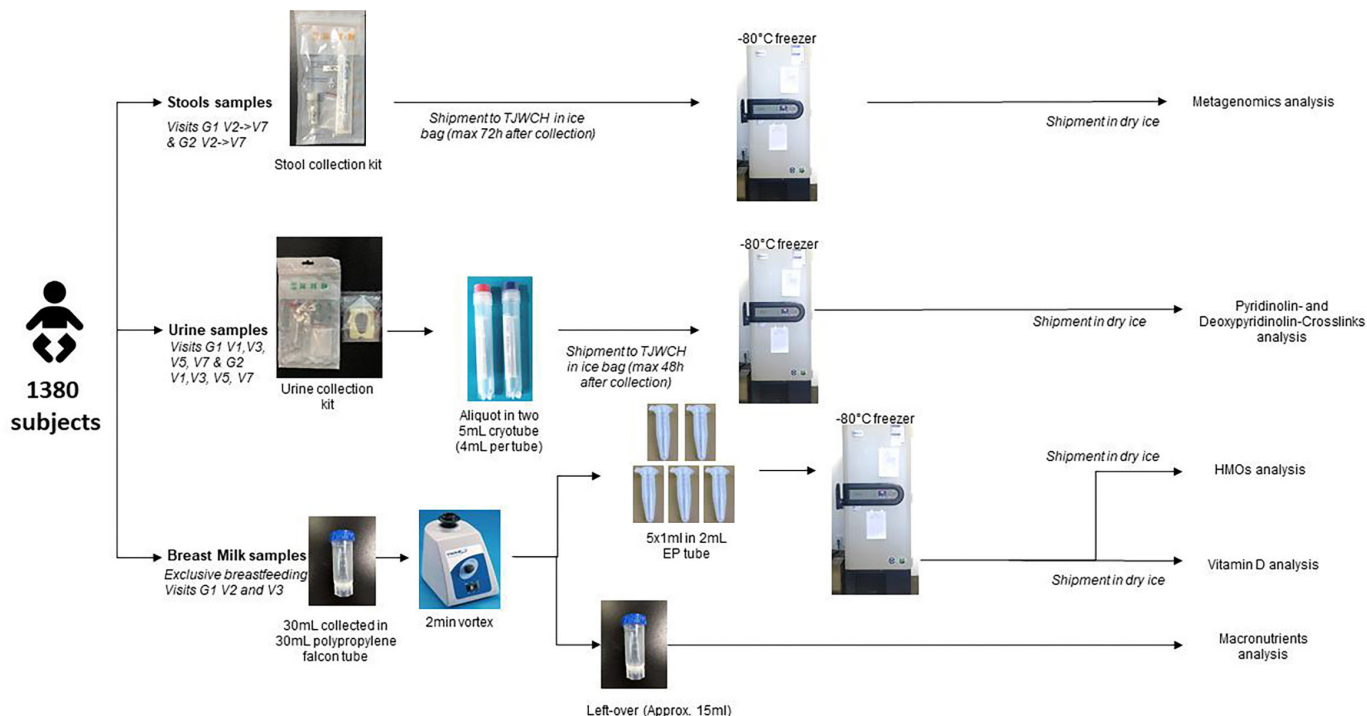 1380
subjects
Stools samples
Visits G1 V2->V7
& G2 V2->V7
Stool collection kit
Shipment to TJWCH in ice
bag (max 72h after collection)
-80°C freezer
Shipment in dry ice
Metagenomics analysis
Urine samples
Visits G1 V1,V3,
V5, V7 & G2
V1,V3, V5, V7
Urine collection
kit
Aliquot in two
5mL cryotube
(4mL per tube)
Shipment to TJWCH
in ice bag (max 48h
after collection)
-80°C freezer
Shipment in dry ice
Pyridinolin- and
Deoxypyridinolin-Crosslinks
analysis
Breast Milk samples
Exclusive breastfeeding
Visits G1 V2 and V3
30mL collected in
30mL polypropylene
falcon tube
2min vortex
5x1ml in 2mL
EP tube
-80°C freezer
Shipment in dry ice
HMOs analysis
Shipment in dry ice
Vitamin D analysis
Left-over (Approx. 15ml)
Macronutrients
analysis